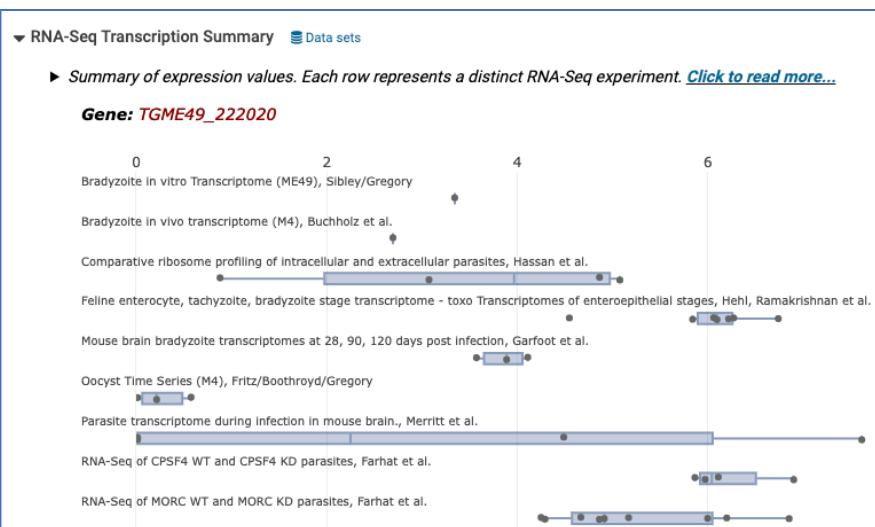 RNA-Seq Transcription Summary Data sets
Summary of expression values. Each row represents a distinct RNA-Seq experiment. Click to read more...
Gene: TGME49_222020
0 2 4 6
Bradyzoite in vitro Transcriptome (ME49), Sibley/Gregory
Bradyzoite in vivo transcriptome (M4), Buchholz et al.
Comparative ribosome profiling of intracellular and extracellular parasites, Hassan et al.
Feline enterocyte, tachyzoite, bradyzoite stage transcriptome - toxo Transcriptomes of enteroepithelial stages, Hehl, Ramakrishnan et al.
Mouse brain bradyzoite transcriptomes at 28, 90, 120 days post infection, Garfoot et al.
Oocyst Time Series (M4), Fritz/Boothroyd/Gregory
Parasite transcriptome during infection in mouse brain., Merritt et al.
RNA-Seq of CPSF4 WT and CPSF4 KD parasites, Farhat et al.
RNA-Seq of MORC WT and MORC KD parasites, Farhat et al.